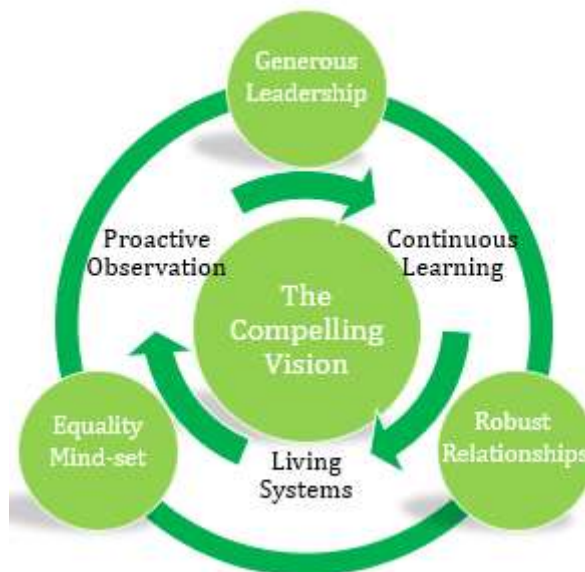 Generous
Leadership
Proactive
Observation
Continuous
Learning
The
Compelling
Vision
Equality
Mind-set
Robust
Relationships
Living
Systems